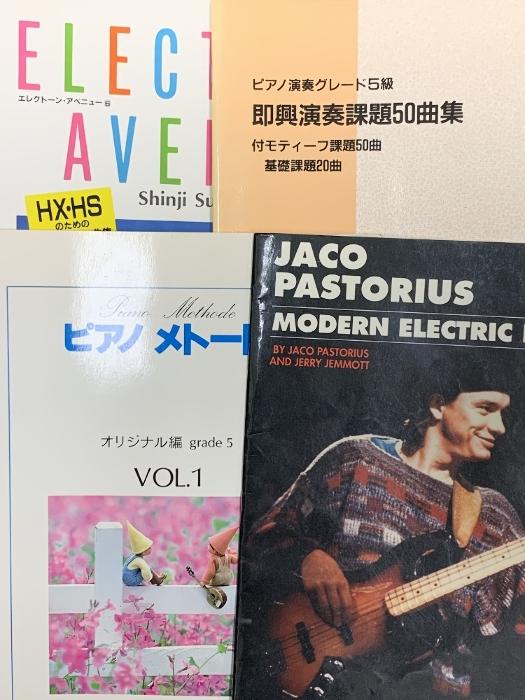 ELECT
エレクトーン・アベニュー6
AVE
Shinji Su
HX・HS
のための
ピアノ演奏グレード5級
即興演奏課題50曲集
付モティーフ課題50曲
基礎課題20曲
Piano Methode
ピアノ メトード
オリジナル編 grade 5
VOL.1
JACO
PASTORIUS
MODERN ELECTRIC
BY JACO PASTORIUS
AND JERRY JEMMOTT